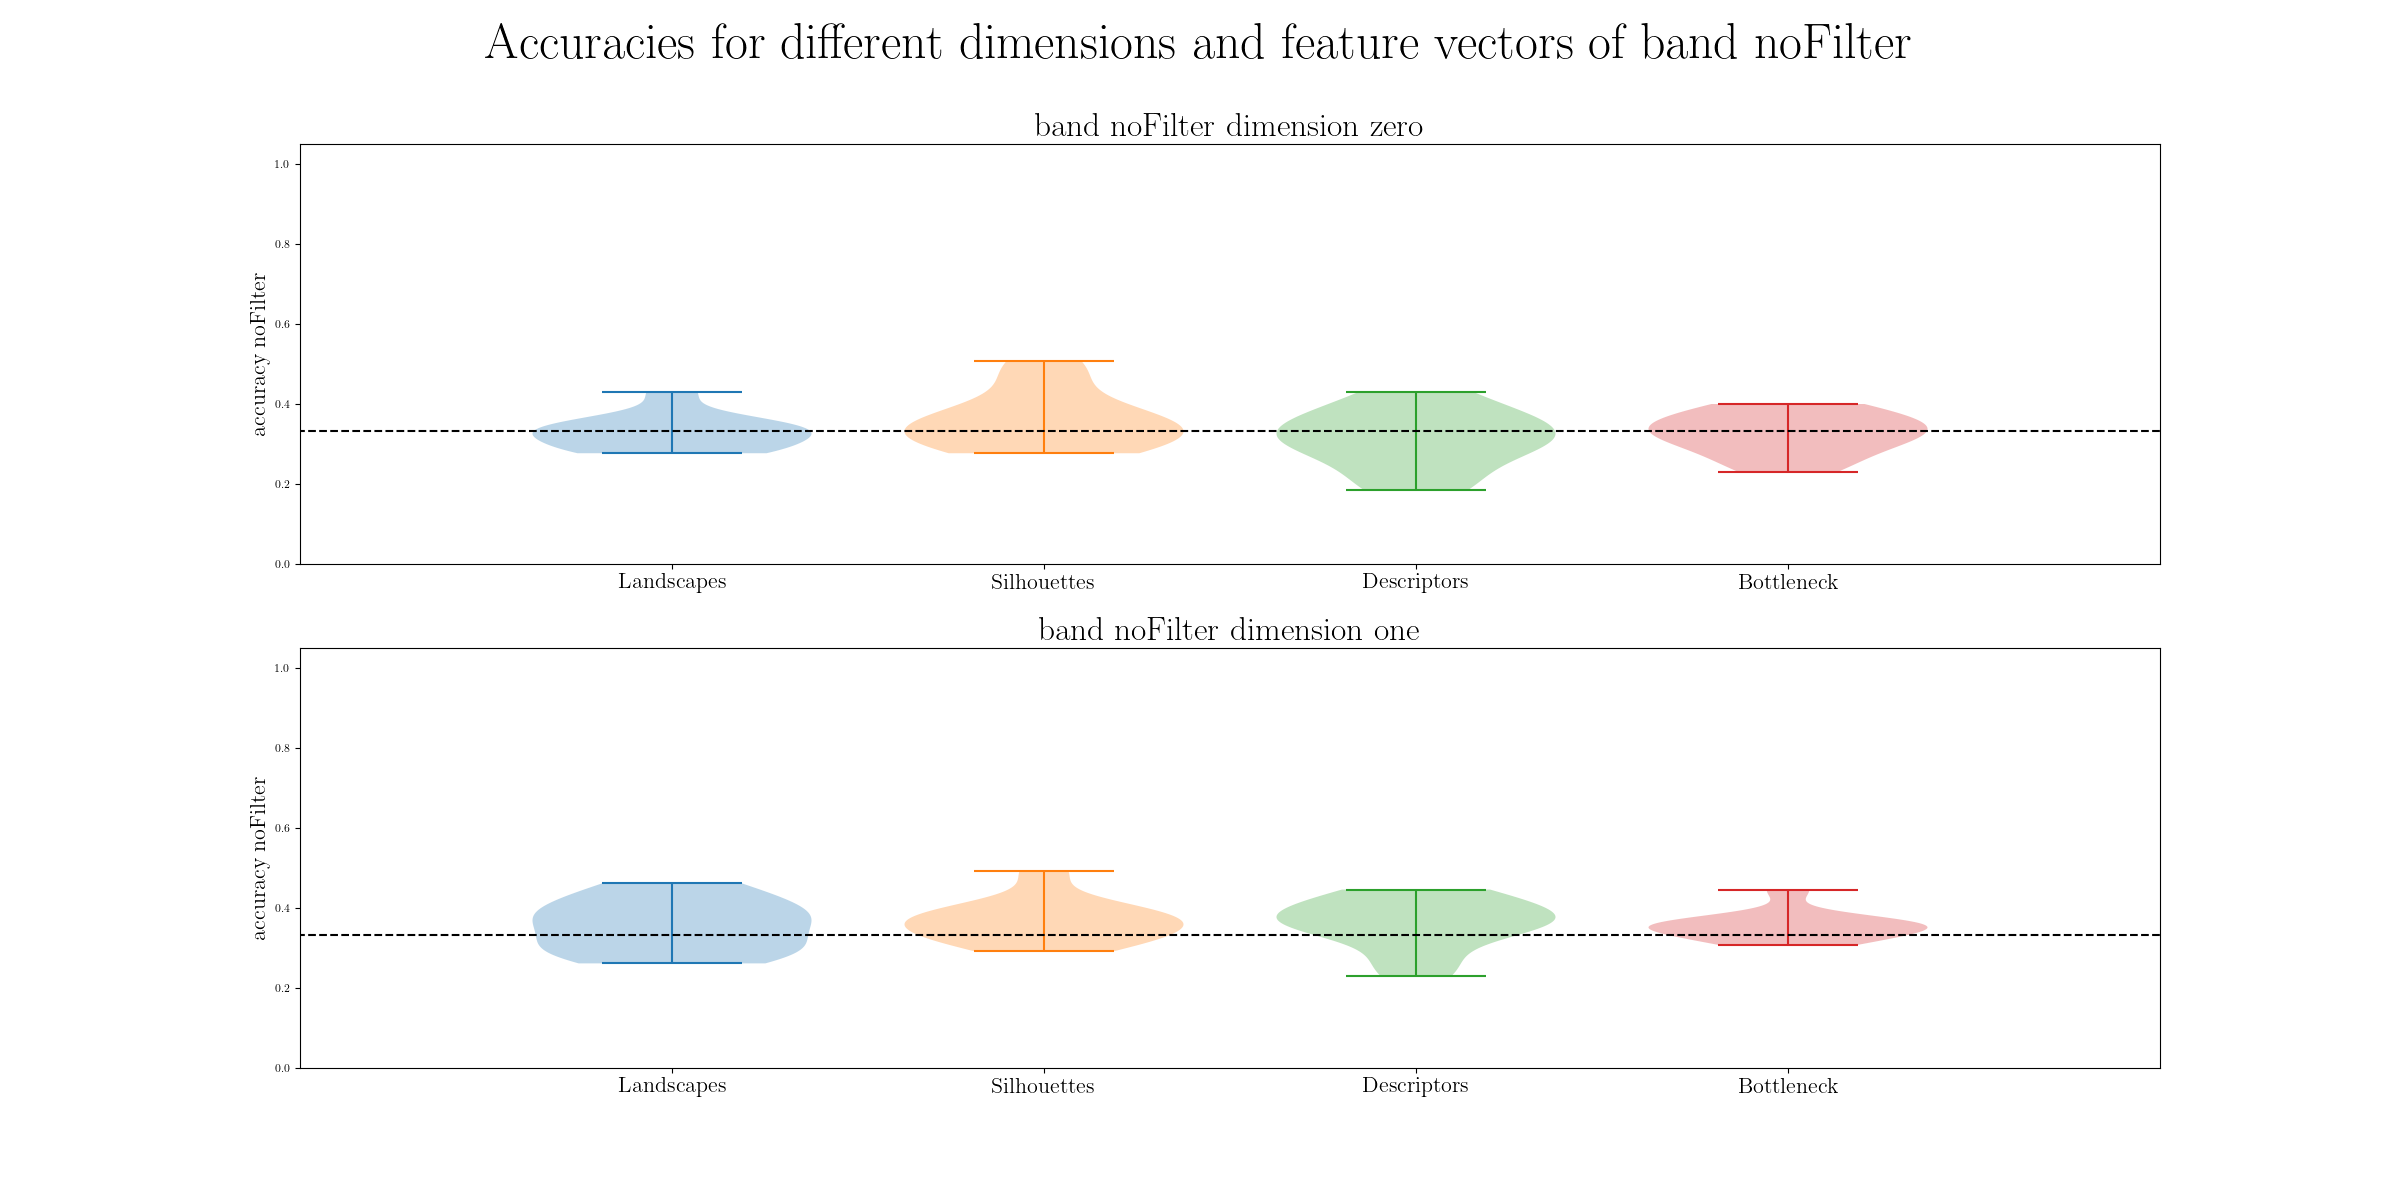 Accuracies for different dimensions and feature vectors of band noFilter
band noFilter dimension zero
accuracy noFilter
1.0
0.8
0.6
0.4
0.2
0.0
Landscapes
Silhouettes
Descriptors
Bottleneck
band noFilter dimension one
accuracy noFilter
1.0
0.8
0.6
0.4
0.2
0.0
Landscapes
Silhouettes
Descriptors
Bottleneck